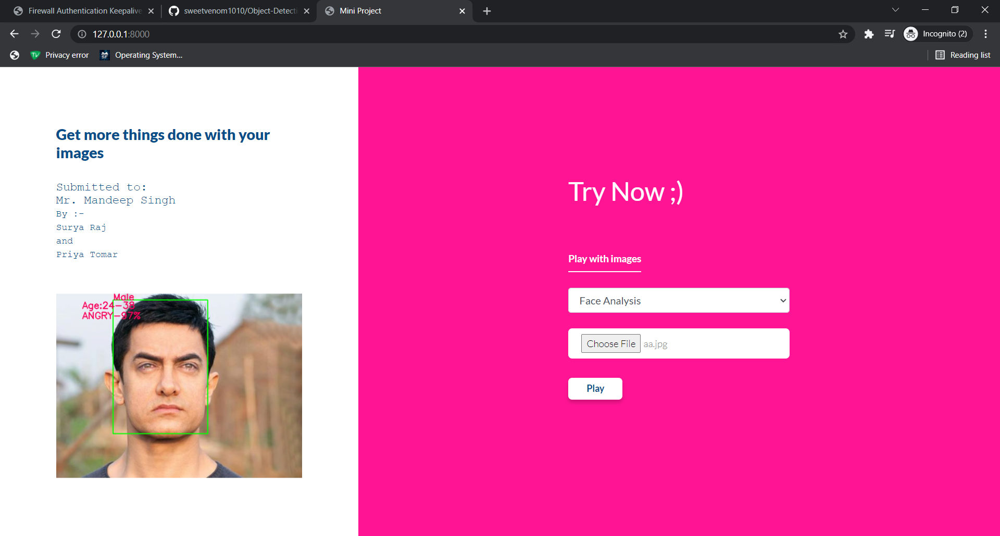 Firewall Authentication Keepalive
sweetvenom1010/Object-Detecti
Mini Project
127.0.0.1:8000
Incognito (2)
Privacy error
Operating System...
Reading list
Get more things done with your
images
Submitted to:
Mr. Mandeep Singh
By :-
Surya Raj
and
Priya Tomar
Male
Age:24-38
ANGRY-97%
Try Now ;)
Play with images
Face Analysis
Choose File aa.jpg
Play